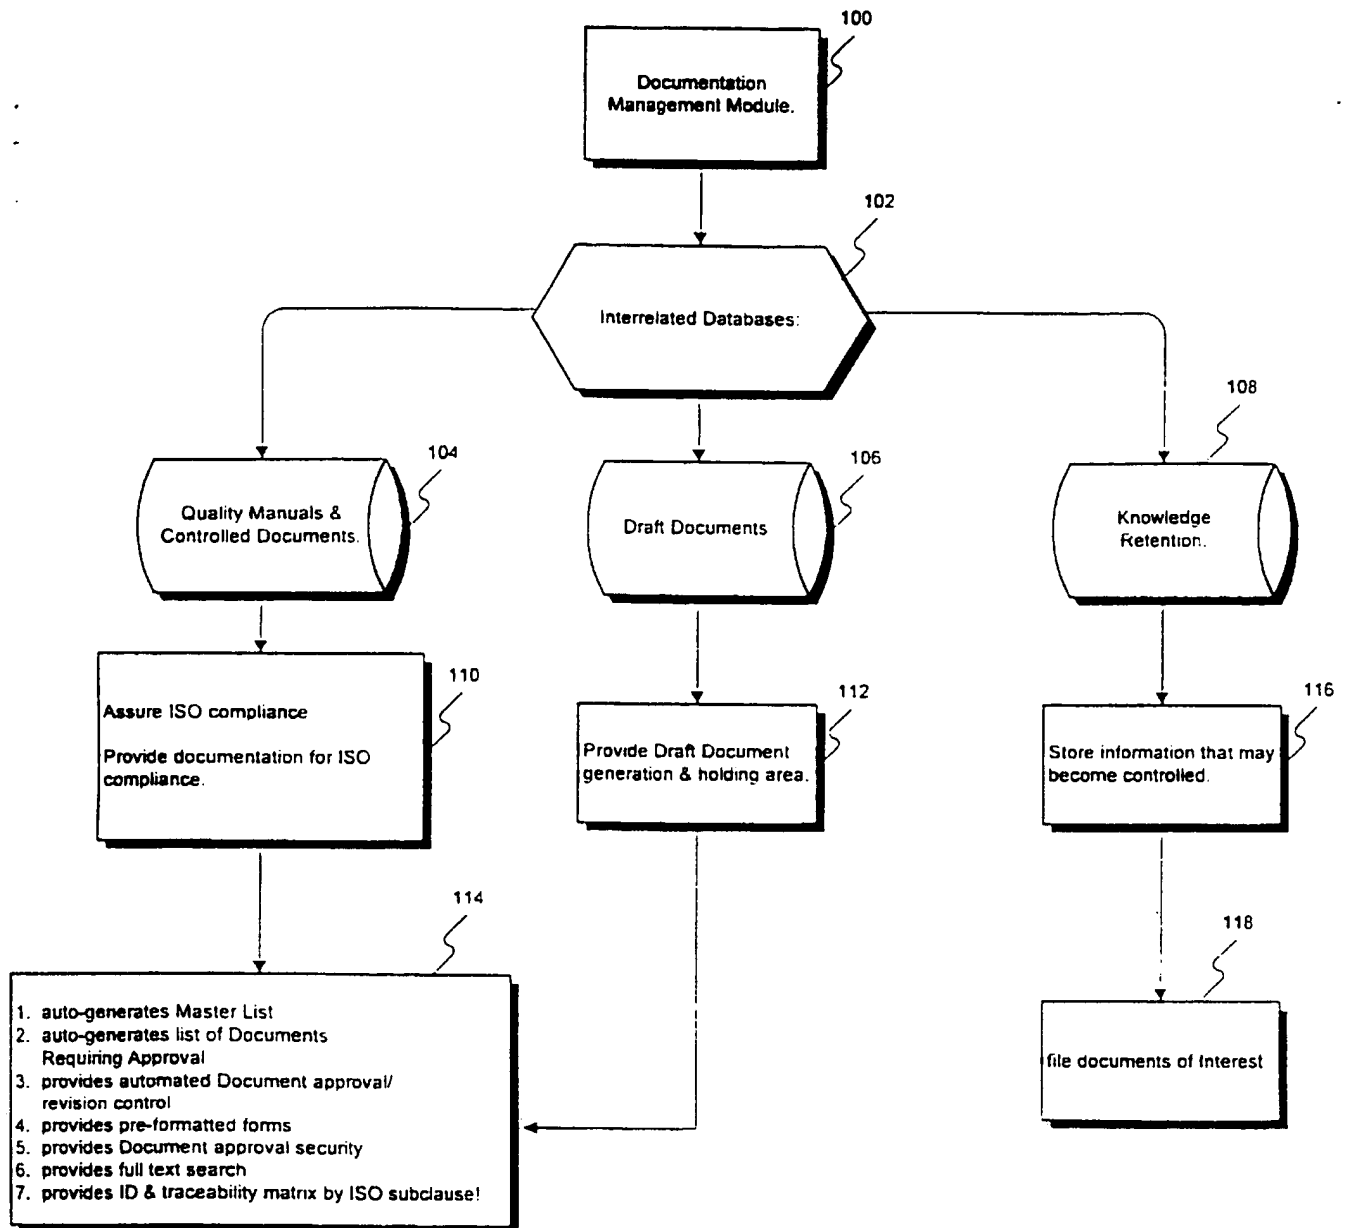 100
Documentation
Management Module.
102
Interrelated Databases:
104
Quality Manuals &
Controlled Documents.
106
Draft Documents
108
Knowledge
Retention.
110
Assure ISO compliance
Provide documentation for ISO
compliance.
112
Provide Draft Document
generation & holding area.
116
Store information that may
become controlled.
114
1. auto-generates Master List
2. auto-generates list of Documents
Requiring Approval
3. provides automated Document approval/
revision control
4. provides pre-formatted forms
5. provides Document approval security
6. provides full text search
7. provides ID & traceability matrix by ISO subclause!
118
file documents of Interest